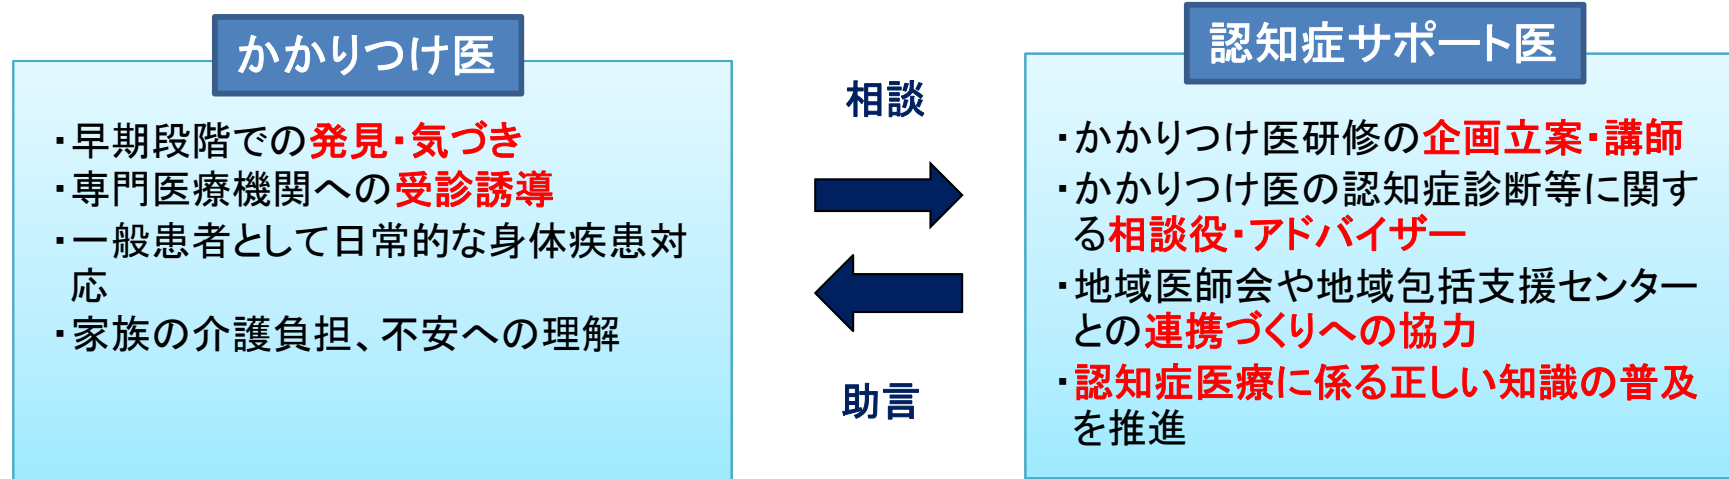 かかりつけ医
・早期段階での発見・気づき
・専門医療機関への受診誘導
・一般患者として日常的な身体疾患対
応
・家族の介護負担、不安への理解
相談
助言
認知症サポート医
・かかりつけ医研修の企画立案・講師
・かかりつけ医の認知症診断等に関す
る相談役・アドバイザー
・地域医師会や地域包括支援センター
との連携づくりへの協力
・認知症医療に係る正しい知識の普及
を推進